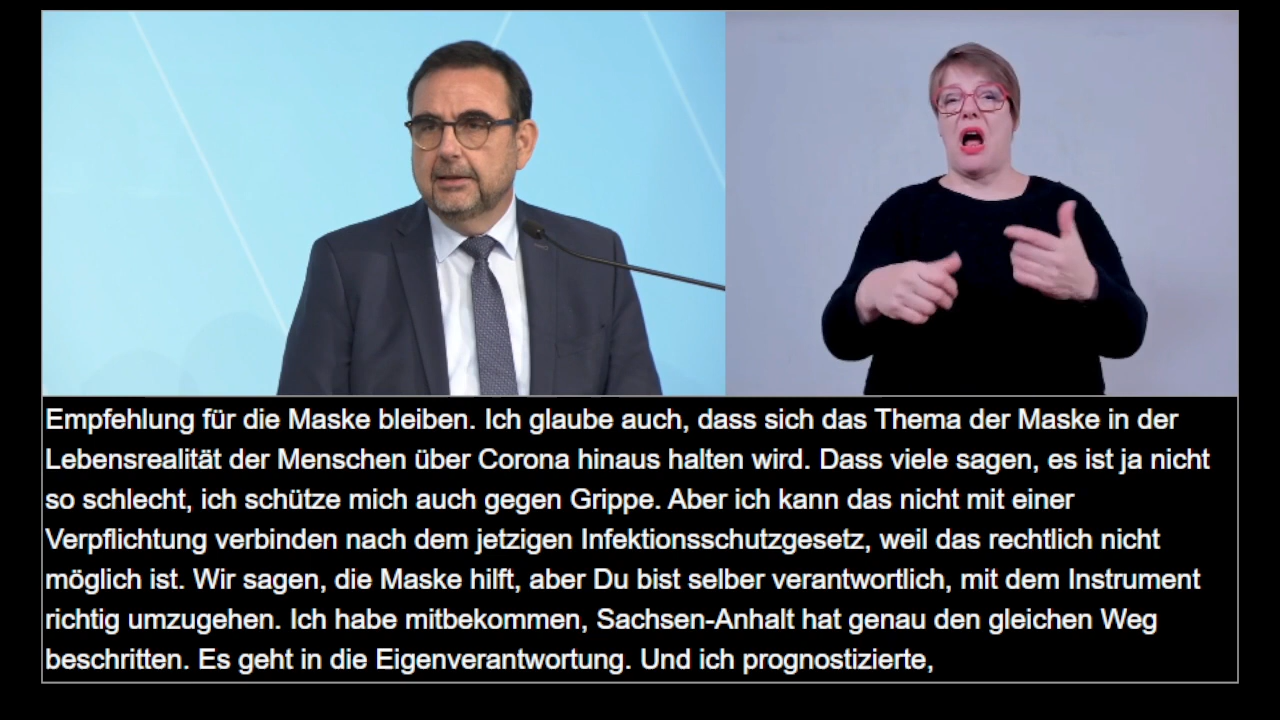 Empfehlung für die Maske bleiben. Ich glaube auch, dass sich das Thema der Maske in der
Lebensrealität der Menschen über Corona hinaus halten wird. Dass viele sagen, es ist ja nicht
so schlecht, ich schütze mich auch gegen Grippe. Aber ich kann das nicht mit einer
Verpflichtung verbinden nach dem jetzigen Infektionsschutzgesetz, weil das rechtlich nicht
möglich ist. Wir sagen, die Maske hilft, aber Du bist selber verantwortlich, mit dem Instrument
richtig umzugehen. Ich habe mitbekommen, Sachsen-Anhalt hat genau den gleichen Weg
beschritten. Es geht in die Eigenverantwortung. Und ich prognostizierte,